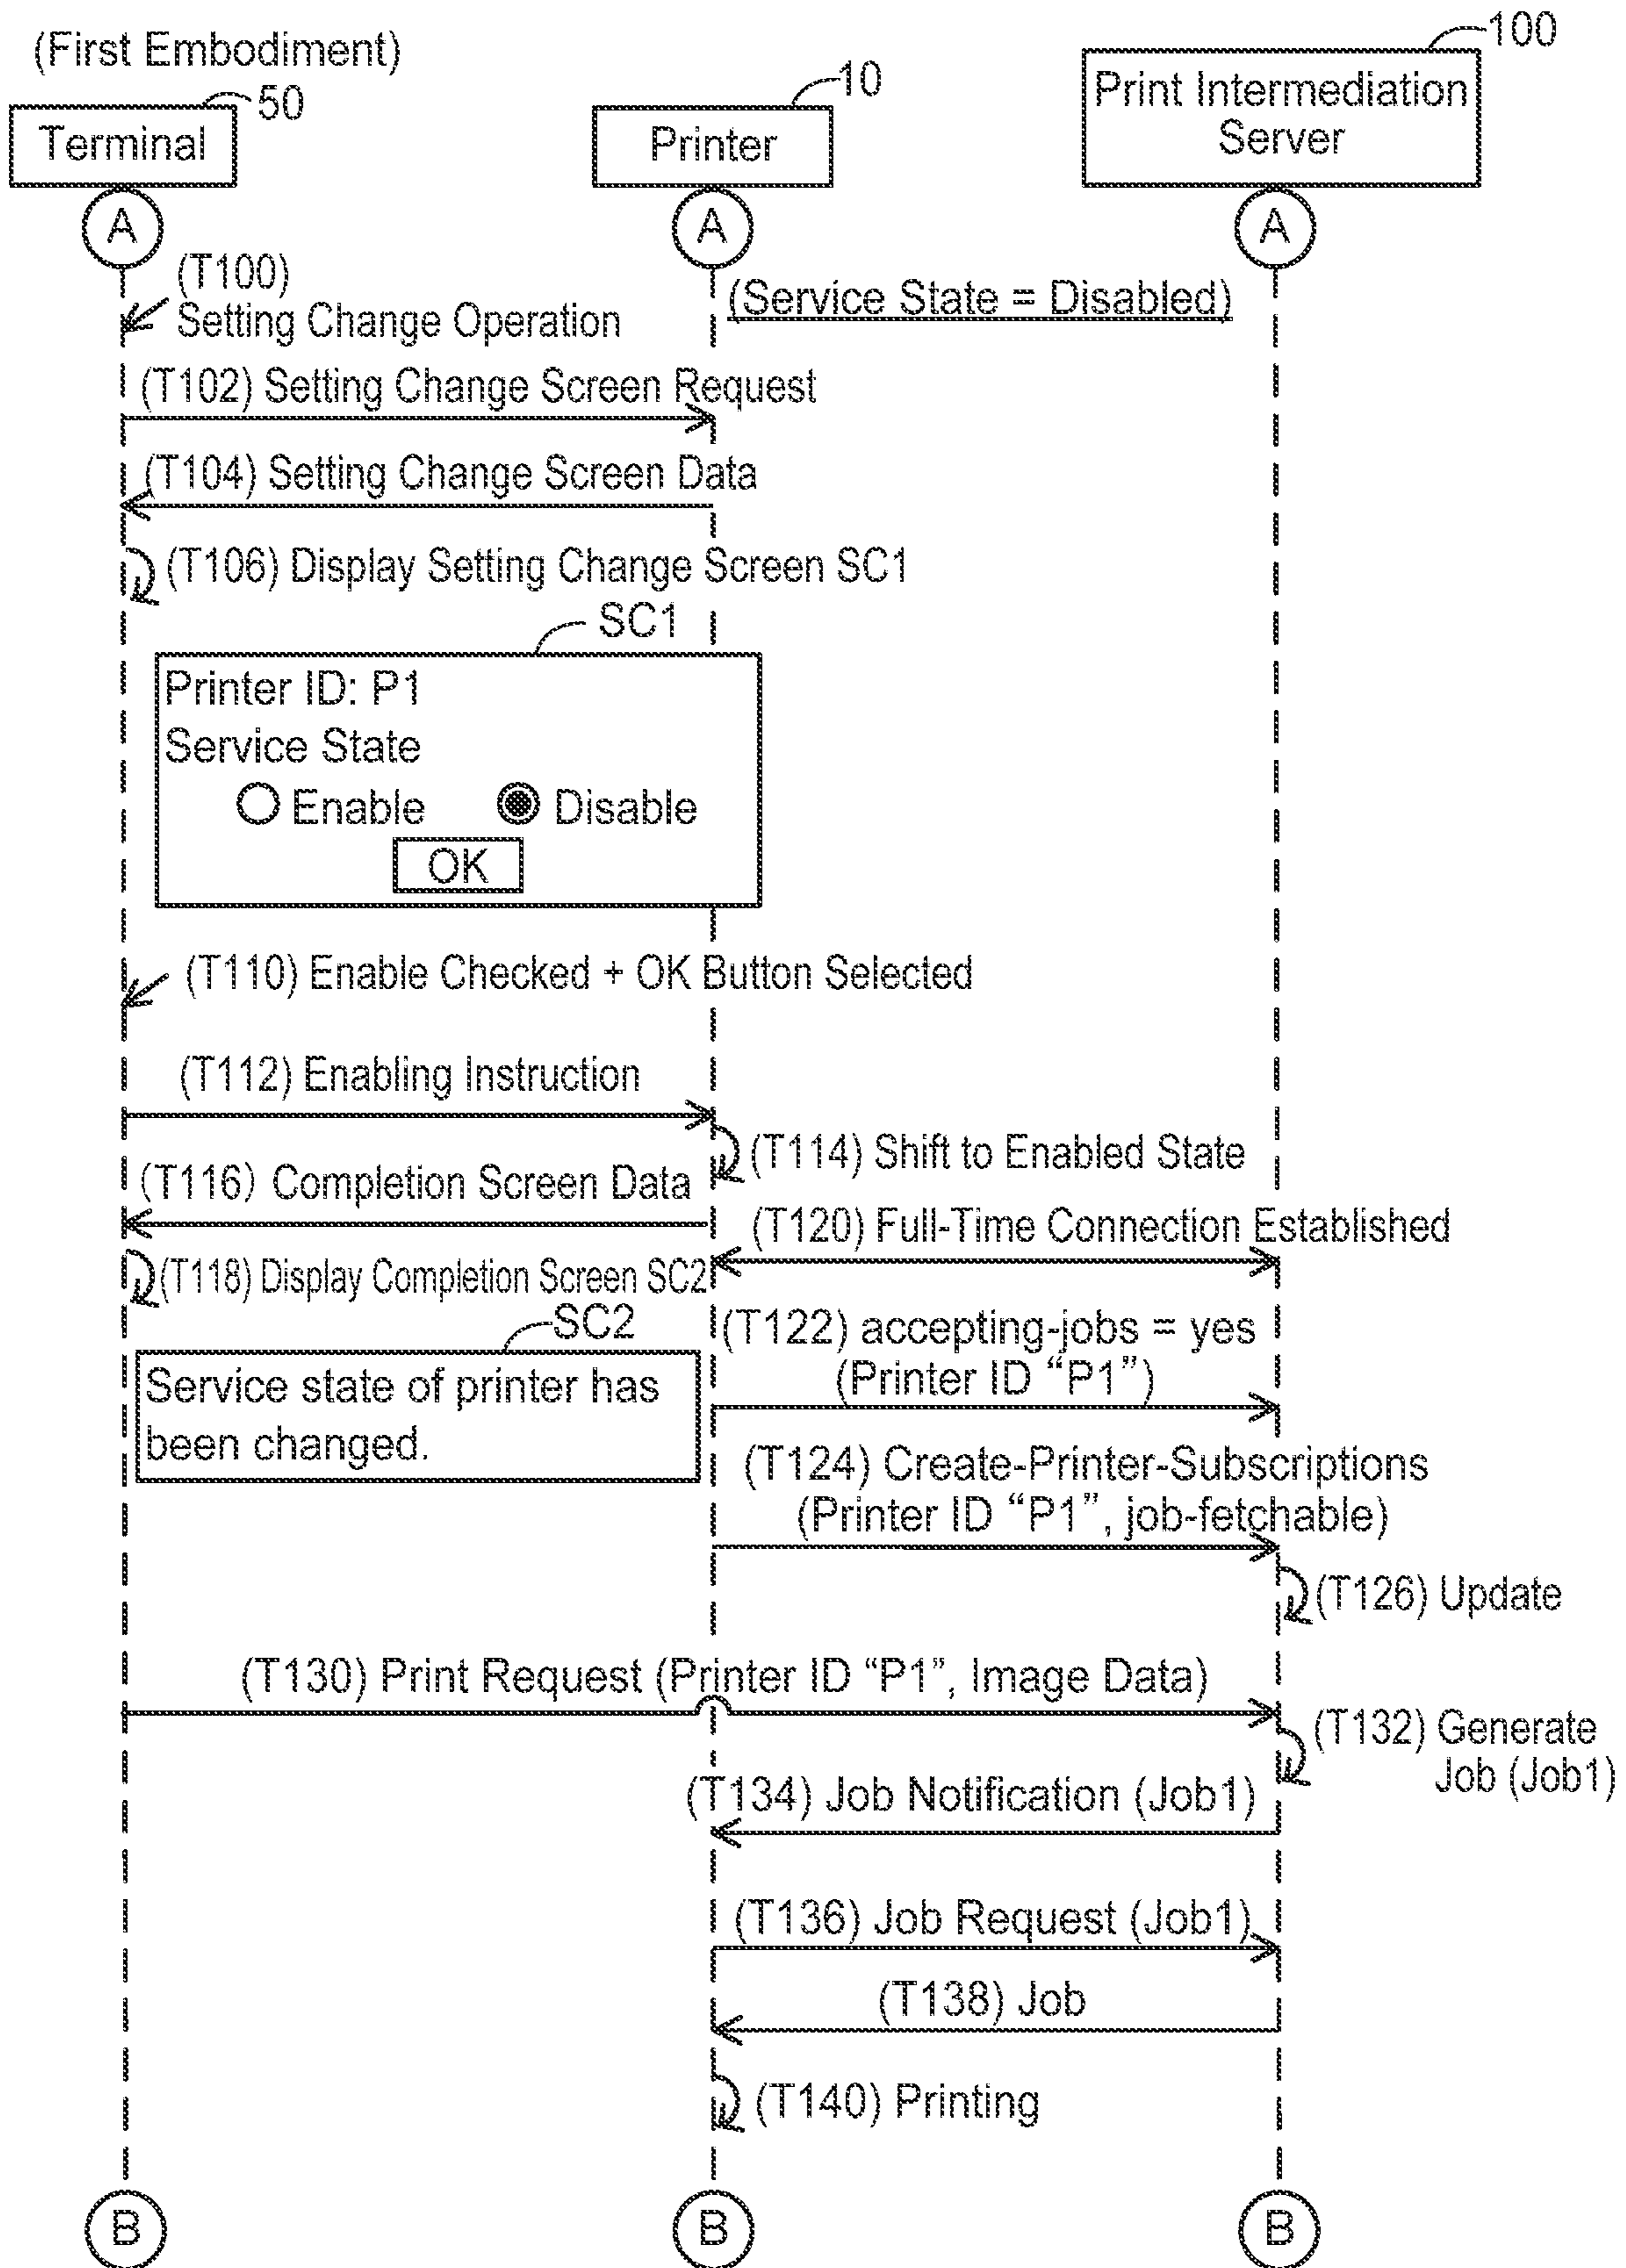 (First Embodiment)
50
10
100
Terminal
Printer
Print Intermediation
Server
A
A
A
(T100)
Setting Change Operation
(Service State = Disabled)
(T102) Setting Change Screen Request
(T104) Setting Change Screen Data
(T106) Display Setting Change Screen SC1
SC1
Printer ID: P1
Service State
Enable
Disable
OK
(T110) Enable Checked + OK Button Selected
(T112) Enabling Instruction
(T114) Shift to Enabled State
(T116) Completion Screen Data
(T120) Full-Time Connection Established
(T118) Display Completion Screen SC2
SC2
Service state of printer has
been changed.
(T122) accepting-jobs = yes
(Printer ID “P1”)
(T124) Create-Printer-Subscriptions
(Printer ID “P1”, job-fetchable)
(T126) Update
(T130) Print Request (Printer ID “P1”, Image Data)
(T132) Generate
Job (Job1)
(T134) Job Notification (Job1)
(T136) Job Request (Job1)
(T138) Job
(T140) Printing
B
B
B